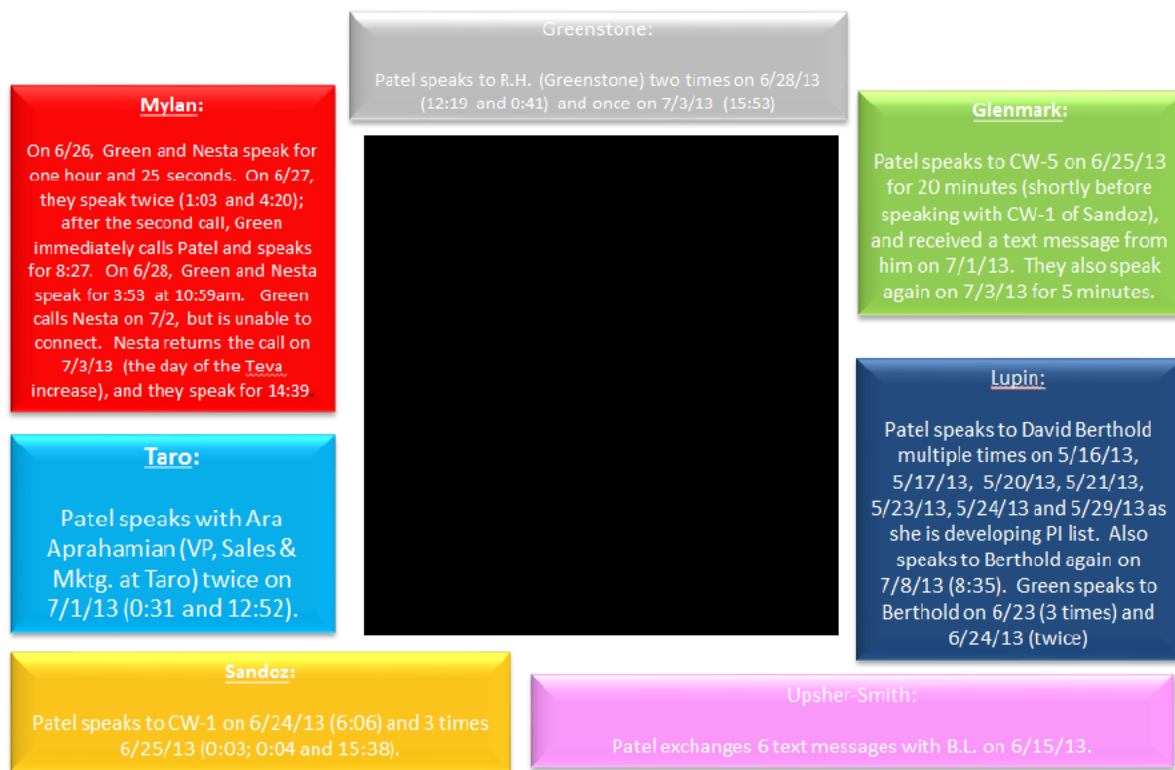 Greenstone:
Patel speaks to R.H. (Greenstone) two times on 6/28/13
(12:19 and 0:41) and once on 7/3/13 (15:53)
Mylan:
On 6/26, Green and Nesta speak for
one hour and 25 seconds. On 6/27,
they speak twice (1:03 and 4:20);
after the second call, Green
immediately calls Patel and speaks
for 8:27. On 6/28, Green and Nesta
speak for 3:53 at 10:59am. Green
calls Nesta on 7/2, but is unable to
connect. Nesta returns the call on
7/3/13 (the day of the Teva
increase), and they speak for 14:39.
Glenmark:
Patel speaks to CW-5 on 6/25/13
for 20 minutes (shortly before
speaking with CW-1 of Sandoz),
and received a text message from
him on 7/1/13. They also speak
again on 7/3/13 for 5 minutes.
Taro:
Patel speaks with Ara
Aprahamian (VP, Sales &
Mktg. at Taro) twice on
7/1/13 (0:31 and 12:52).
Lupin:
Patel speaks to David Berthold
multiple times on 5/16/13,
5/17/13, 5/20/13, 5/21/13,
5/23/13, 5/24/13 and 5/29/13 as
she is developing PI list. Also
speaks to Berthold again on
7/8/13 (8:35). Green speaks to
Berthold on 6/23 (3 times) and
6/24/13 (twice)
Sandoz:
Patel speaks to CW-1 on 6/24/13 (6:06) and 3 times
6/25/13 (0:03; 0:04 and 15:38).
Upsher-Smith:
Patel exchanges 6 text messages with B.L. on 6/15/13.